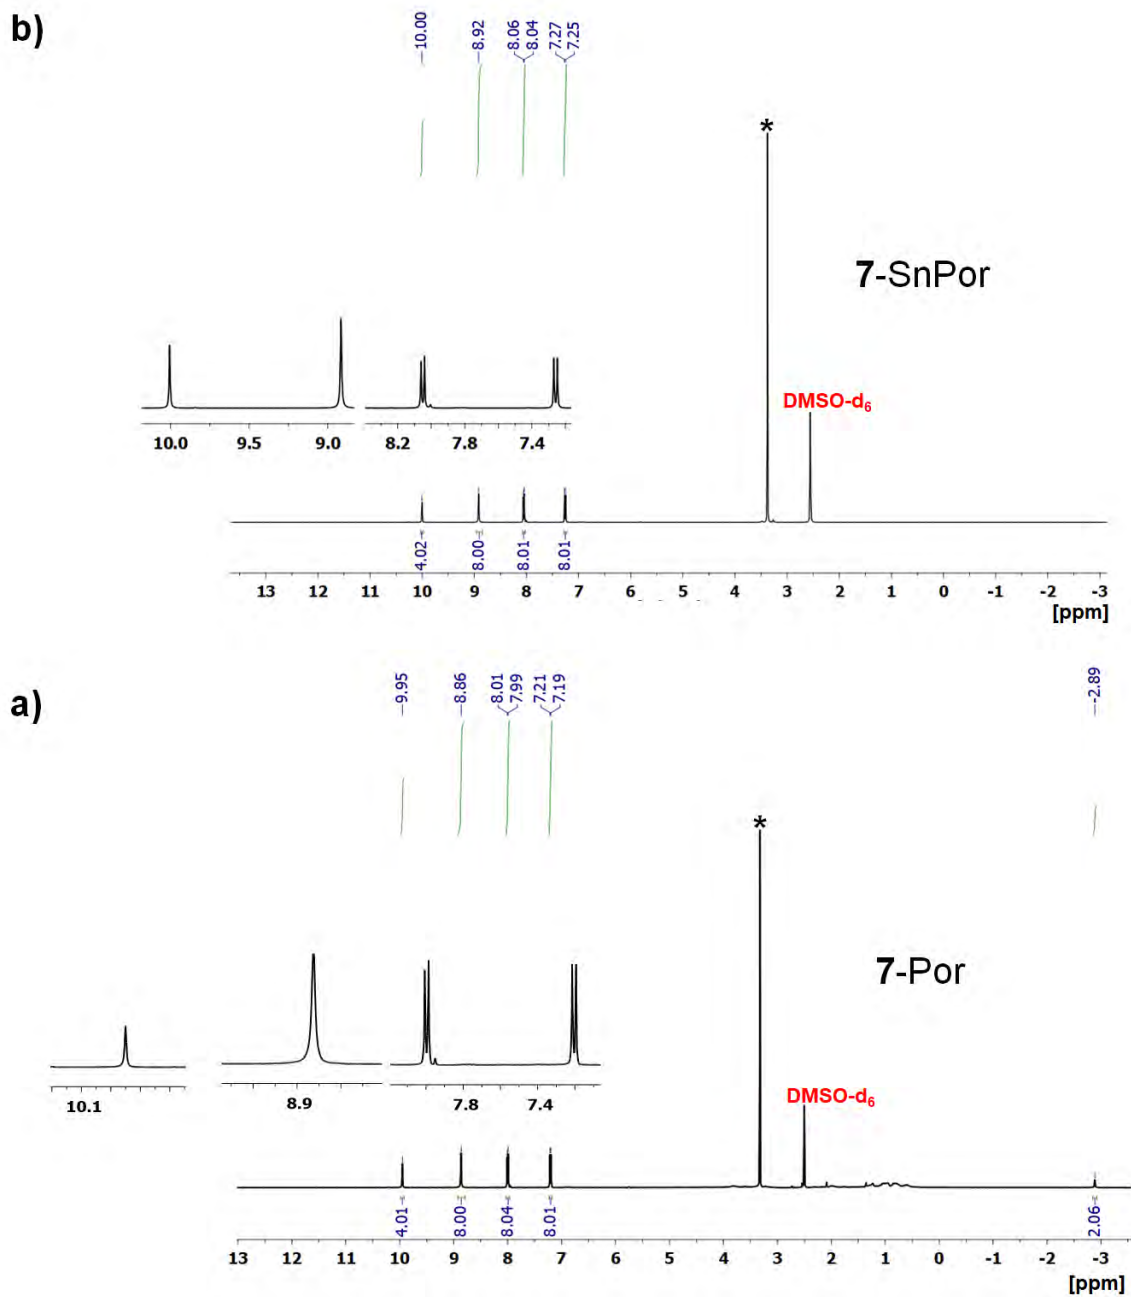 b)
10.00
8.92
8.06
8.04
7.27
7.25
*
7-SnPor
DMSO-d6
10.0 9.5 9.0 8.2 7.8 7.4
4.02
8.00
8.01
8.01
13 12 11 10 9 8 7 6 5 4 3 2 1 0 -1 -2 -3
[ppm]
a)
9.95
8.86
8.01
7.99
7.21
7.19
-2.89
*
7-Por
DMSO-d6
10.1 8.9 7.8 7.4
4.01
8.00
8.04
8.01
2.06
13 12 11 10 9 8 7 6 5 4 3 2 1 0 -1 -2 -3
[ppm]